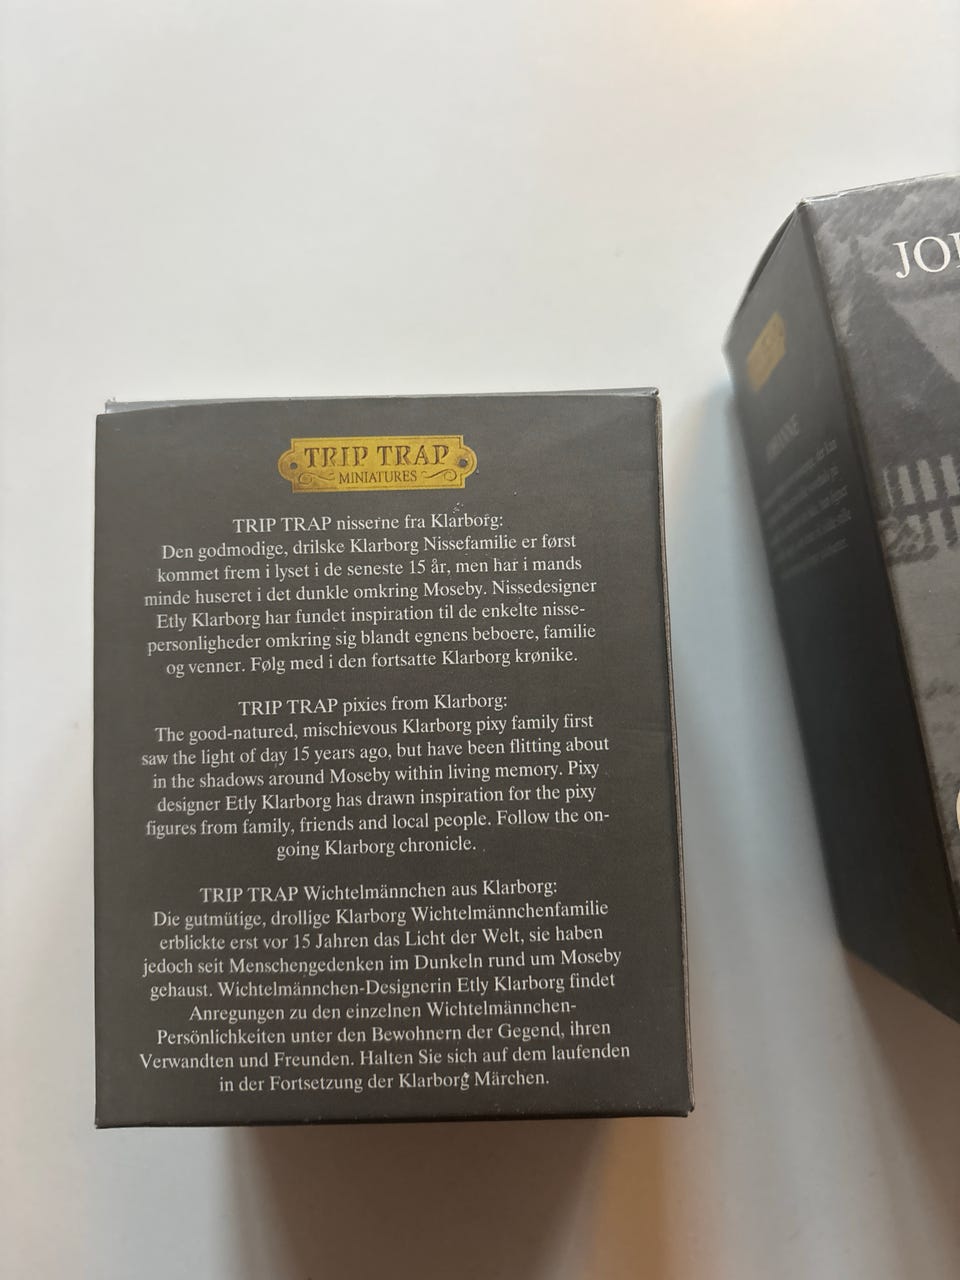 TRIP TRAP
MINIATURES
TRIP TRAP nisserne fra Klarborg:
Den godmodige, drilske Klarborg Nissefamilie er først
kommet frem i lyset i de seneste 15 år, men har i mands
minde huseret i det dunkle omkring Moseby. Nissedesigner
Etly Klarborg har fundet inspiration til de enkelte nisse-
personligheder omkring sig blandt egnens beboere, familie
og venner. Følg med i den fortsatte Klarborg krønike.
TRIP TRAP pixies from Klarborg:
The good-natured, mischievous Klarborg pixy family first
saw the light of day 15 years ago, but have been flitting about
in the shadows around Moseby within living memory. Pixy
designer Etly Klarborg has drawn inspiration for the pixy
figures from family, friends and local people. Follow the on-
going Klarborg chronicle.
TRIP TRAP Wichtelmännchen aus Klarborg:
Die gutmütige, drollige Klarborg Wichtelmännchenfamilie
erblickte erst vor 15 Jahren das Licht der Welt, sie haben
jedoch seit Menschengedenken im Dunkeln rund um Moseby
gehaust. Wichtelmännchen-Designerin Etly Klarborg findet
Anregungen zu den einzelnen Wichtelmännchen-
Persönlichkeiten unter den Bewohnern der Gegend, ihren
Verwandten und Freunden. Halten Sie sich auf dem laufenden
in der Fortsetzung der Klarborg Märchen.